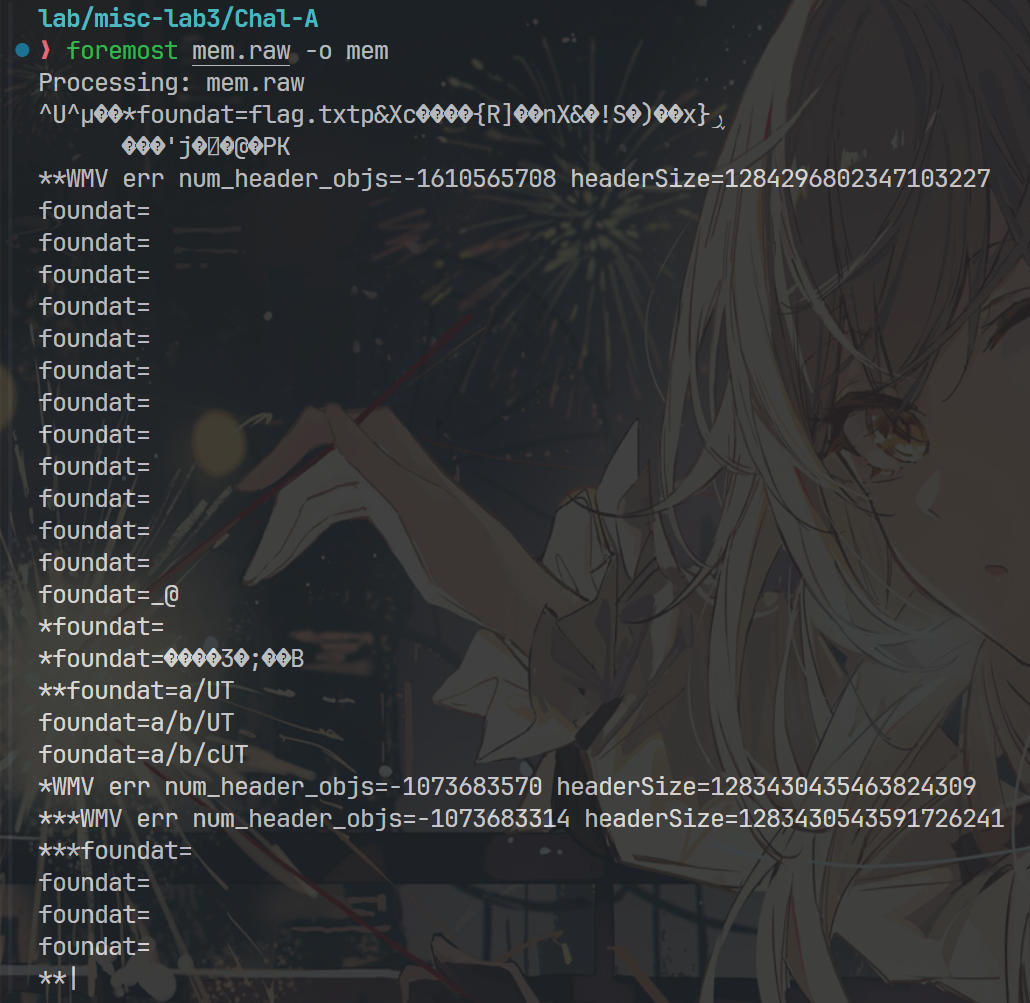 lab/misc-lab3/Chal-A
❯ foremost mem.raw -o mem
Processing: mem.raw
^U^µ��*foundat=flag.txtp&Xc����{R]��nX&�!S�)��x}
���'j��@�PK
**WMV err num_header_objs=-1610565708 headerSize=1284296802347103227
foundat=
foundat=
foundat=
foundat=
foundat=
foundat=
foundat=
foundat=
foundat=
foundat=
foundat=
foundat=
foundat=_@
*foundat=
*foundat=����3�;��B
**foundat=a/UT
foundat=a/b/UT
foundat=a/b/cUT
*WMV err num_header_objs=-1073683570 headerSize=1283430435463824309
***WMV err num_header_objs=-1073683314 headerSize=1283430543591726241
***foundat=
foundat=
foundat=
foundat=
**|